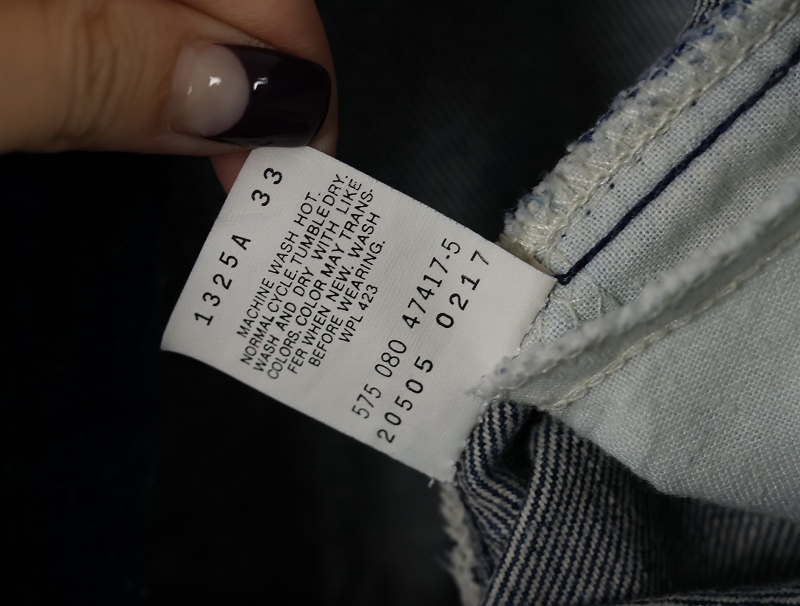 1325A 33
MACHINE WASH HOT.
NORMAL CYCLE. TUMBLE DRY.
WASH AND DRY WITH LIKE
COLORS. COLOR MAY TRANS-
FER WHEN NEW. WASH
BEFORE WEARING.
WPL 423
575 080 47417-5
20505 0217